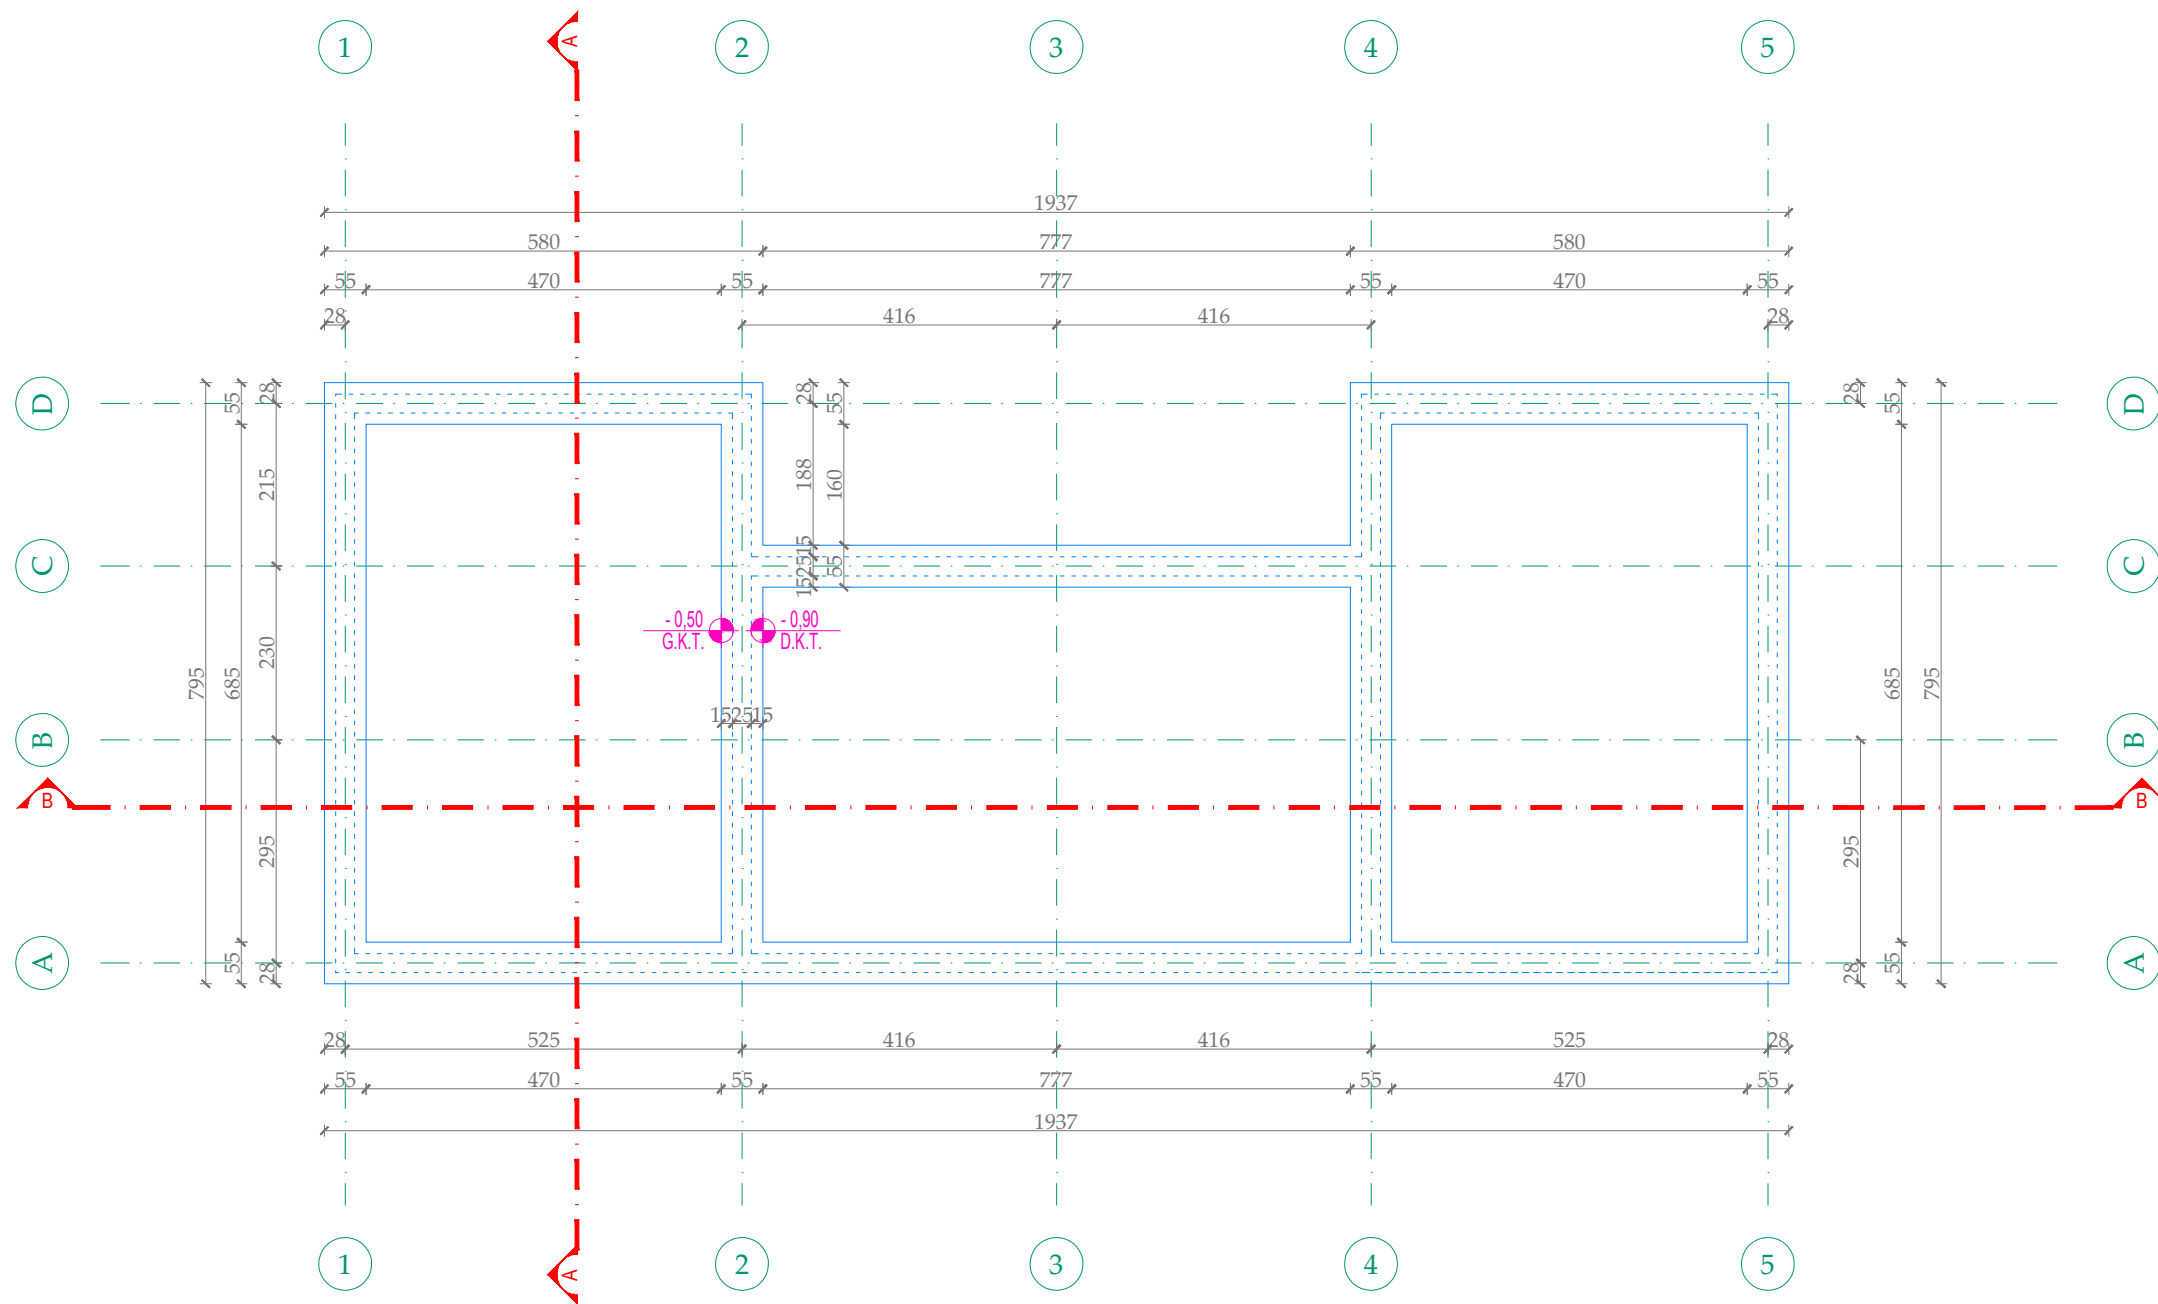 1 A 2 3 4 5
1937
580 777 580
55 470 55 777 55 470 55
28 416 416 28
D 55 28 28 55 28 55 D
215 188 160
C 15 25 15 55 C
- 0,50 - 0,90
G.K.T. D.K.T.
795 685 230 685 795
15 25 15
B B
B B
295 295
A 55 28 28 55 A
28 525 416 416 525 28
55 470 55 777 55 470 55
1937
1 A 2 3 4 5